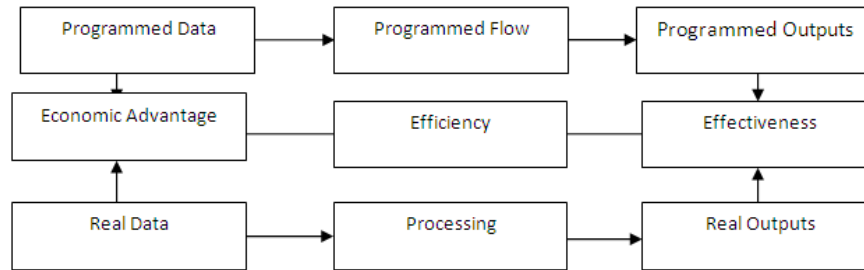 Programmed Data
Programmed Flow
Programmed Outputs
Economic Advantage
Efficiency
Effectiveness
Real Data
Processing
Real Outputs